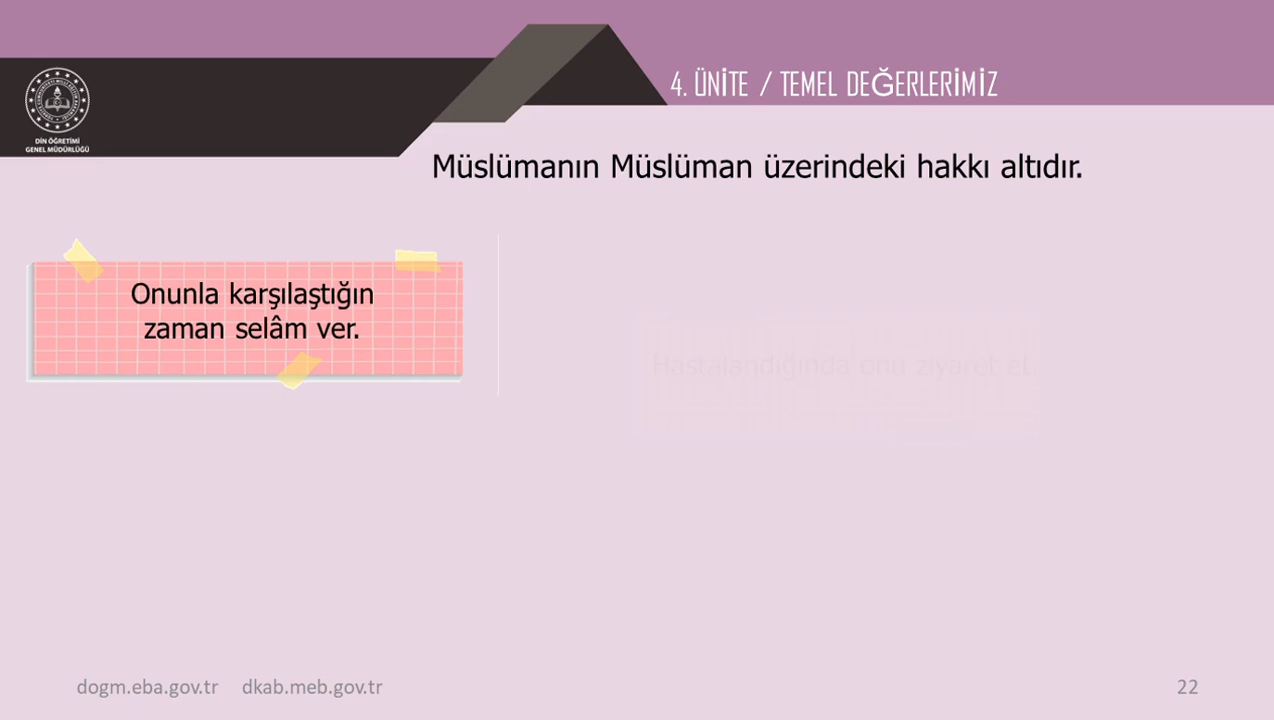 4. ÜNİTE / TEMEL DEĞERLERİMİZ
DİN ÖĞRETİMİ
GENEL MÜDÜRLÜĞÜ
Müslümanın Müslüman üzerindeki hakkı altıdır.
Onunla karşılaştığın
zaman selâm ver.
Hastalandığında onu ziyaret et
dogm.eba.gov.tr dkab.meb.gov.tr
22